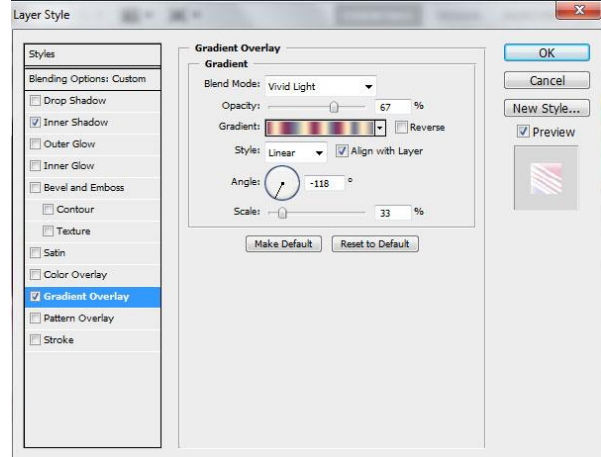 Layer Style
Styles
Blending Options: Custom
Drop Shadow
Inner Shadow
Outer Glow
Inner Glow
Bevel and Emboss
Contour
Texture
Satin
Color Overlay
Gradient Overlay
Pattern Overlay
Stroke
Gradient Overlay
Gradient
Blend Mode: Vivid Light
Opacity: 67 %
Gradient: Reverse
Style: Linear Align with Layer
Angle: -118 °
Scale: 33 %
Make Default Reset to Default
OK
Cancel
New Style...
Preview